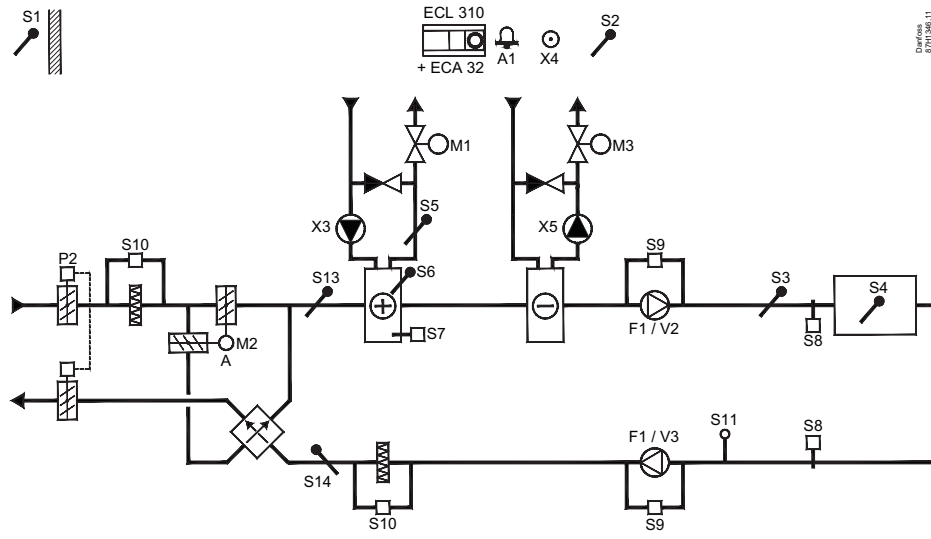 S1
ECL 310
+ ECA 32
A1
X4
S2
Danfoss
87H1346.11
M1
M3
X3
S5
X5
P2
S10
S13
S6
S9
S3
S4
S7
M2
A
F1 / V2
S8
F1 / V3
S11
S8
S14
S10
S9